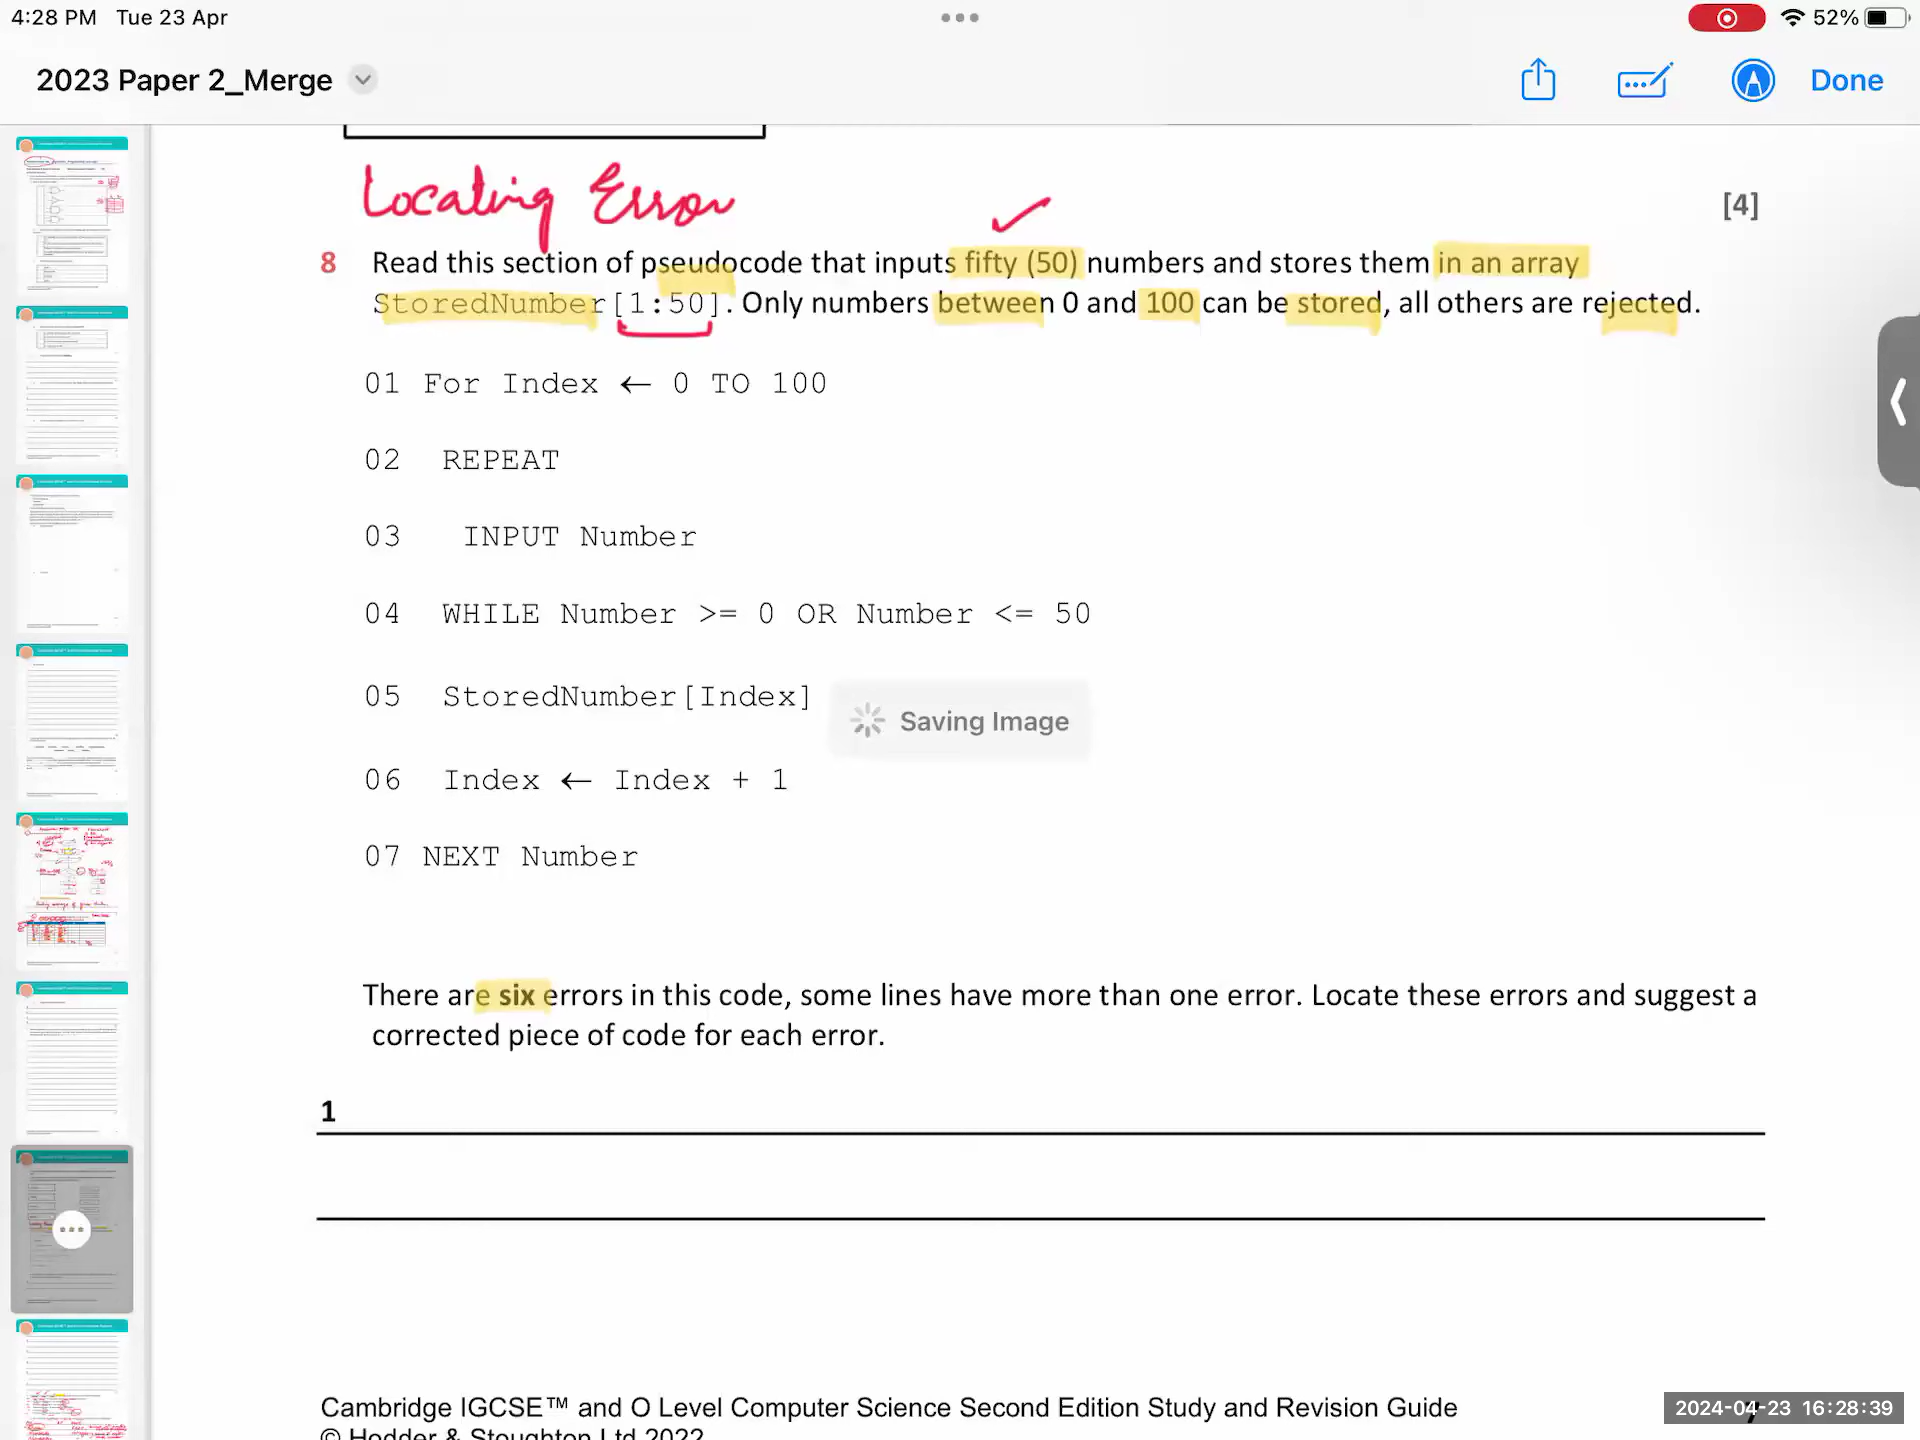 4:28 PM Tue 23 Apr
52%
2023 Paper 2_Merge
Done
Locating Error
[4]
8 Read this section of pseudocode that inputs fifty (50) numbers and stores them in an array
StoredNumber[1:50]. Only numbers between 0 and 100 can be stored, all others are rejected.
01 For Index ← 0 TO 100
02 REPEAT
03 INPUT Number
04 WHILE Number >= 0 OR Number <= 50
05 StoredNumber[Index]
Saving Image
06 Index ← Index + 1
07 NEXT Number
There are six errors in this code, some lines have more than one error. Locate these errors and suggest a
corrected piece of code for each error.
1
Cambridge IGCSE™ and O Level Computer Science Second Edition Study and Revision Guide
© Hodder & Stoughton Ltd 2022
2024-04-23 16:28:39